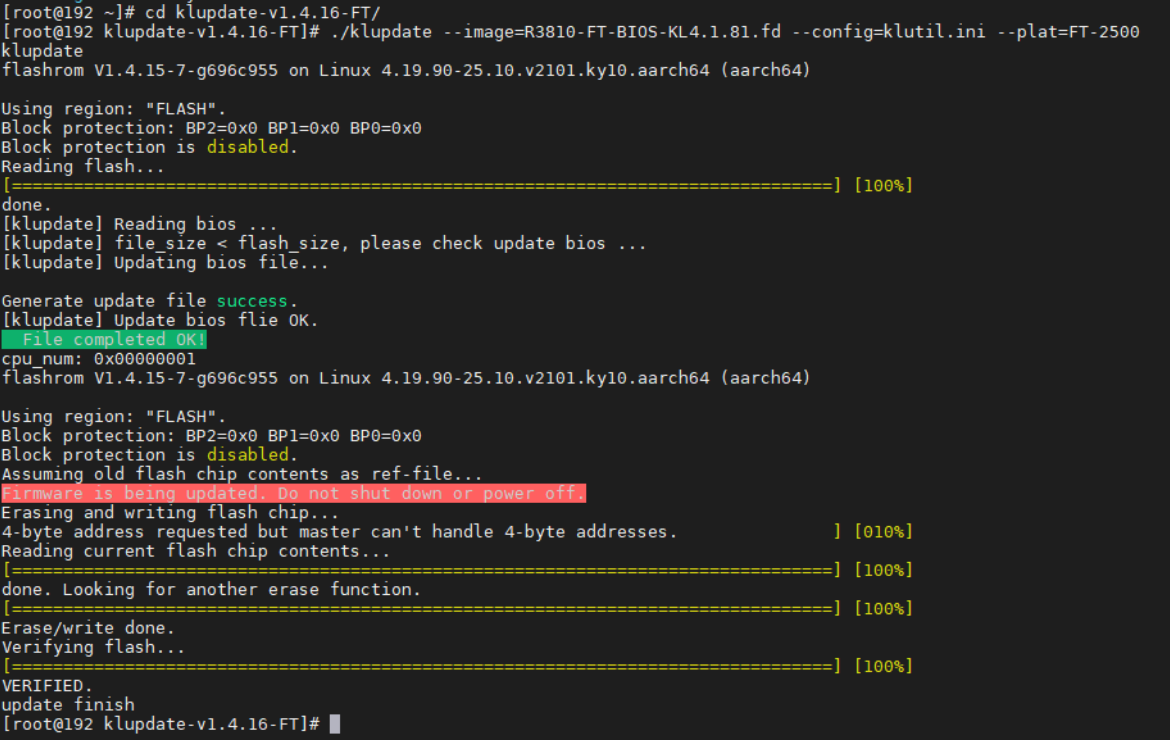 [root@192 ~]# cd klupdate-v1.4.16-FT/
[root@192 klupdate-v1.4.16-FT]# ./klupdate --image=R3810-FT-BIOS-KL4.1.81.fd --config=klutil.ini --plat=FT-2500
klupdate
flashrom V1.4.15-7-g696c955 on Linux 4.19.90-25.10.v2101.ky10.aarch64 (aarch64)

Using region: "FLASH".
Block protection: BP2=0x0 BP1=0x0 BP0=0x0
Block protection is disabled.
Reading flash...
[================================================================================] [100%]
done.
[klupdate] Reading bios ...
[klupdate] file_size < flash_size, please check update bios ...
[klupdate] Updating bios file...

Generate update file success.
[klupdate] Update bios flie OK.
  File completed OK!
cpu_num: 0x00000001
flashrom V1.4.15-7-g696c955 on Linux 4.19.90-25.10.v2101.ky10.aarch64 (aarch64)

Using region: "FLASH".
Block protection: BP2=0x0 BP1=0x0 BP0=0x0
Block protection is disabled.
Assuming old flash chip contents as ref-file...
Firmware is being updated. Do not shut down or power off.
Erasing and writing flash chip...
4-byte address requested but master can't handle 4-byte addresses.               ] [010%]
Reading current flash chip contents...
[================================================================================] [100%]
done. Looking for another erase function.
[================================================================================] [100%]
Erase/write done.
Verifying flash...
[================================================================================] [100%]
VERIFIED.
update finish
[root@192 klupdate-v1.4.16-FT]#